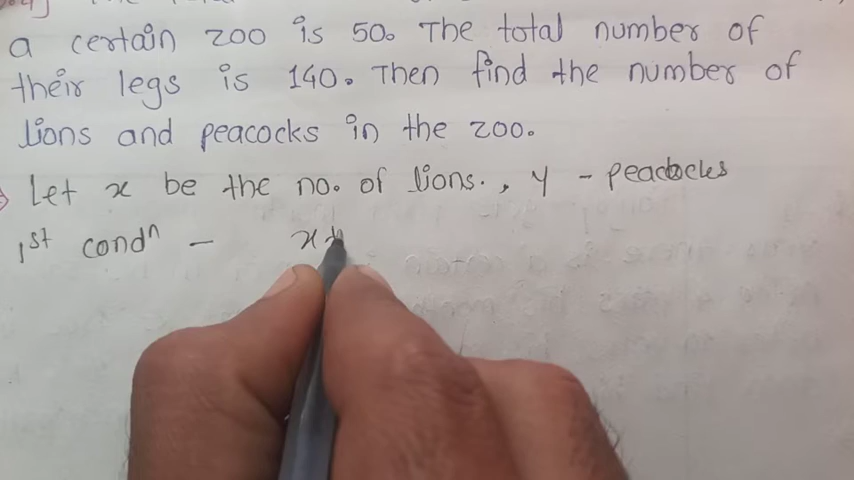 a certain zoo is 50. The total number of
their legs is 140. Then find the number of
lions and peacocks in the zoo.
Let x be the no. of lions., y - peacocks
1st condn - x+